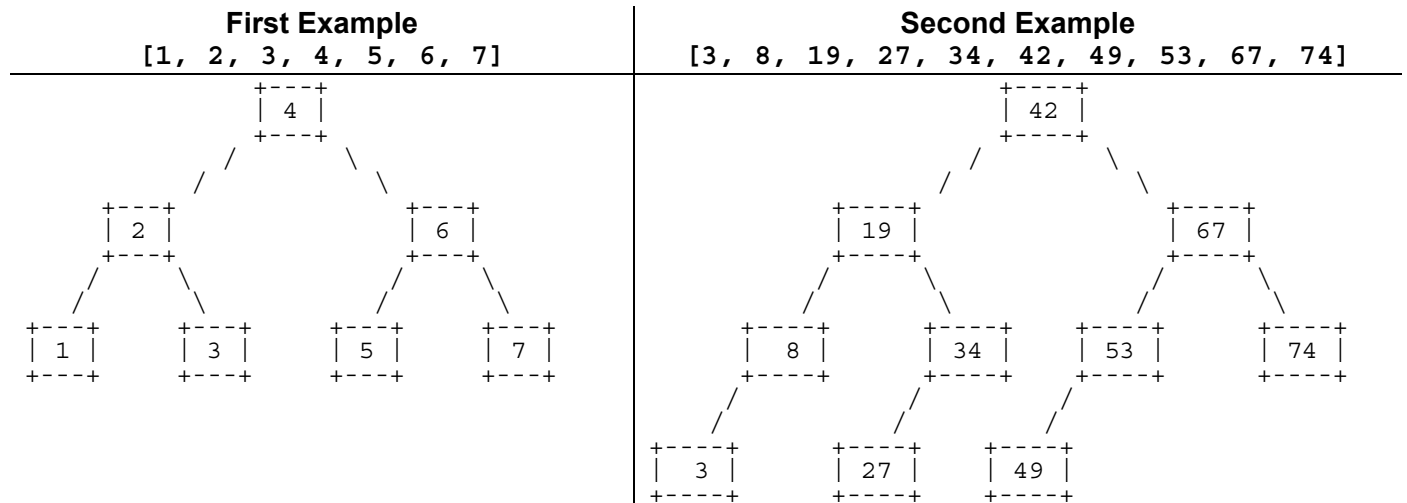 First Example
[1, 2, 3, 4, 5, 6, 7]
+---+
| 4 |
+---+
/ \
/ \
+---+ +---+
| 2 | | 6 |
+---+ +---+
/ \ / \
/ \ / \
+---+ +---+ +---+ +---+
| 1 | | 3 | | 5 | | 7 |
+---+ +---+ +---+ +---+
Second Example
[3, 8, 19, 27, 34, 42, 49, 53, 67, 74]
+----+
| 42 |
+----+
/ \
/ \
+----+ +----+
| 19 | | 67 |
+----+ +----+
/ \ / \
/ \ / \
+----+ +----+ +----+ +----+
| 8 | | 34 | | 53 | | 74 |
+----+ +----+ +----+ +----+
/ / /
/ / /
+----+ +----+ +----+
| 3 | | 27 | | 49 |
+----+ +----+ +----+